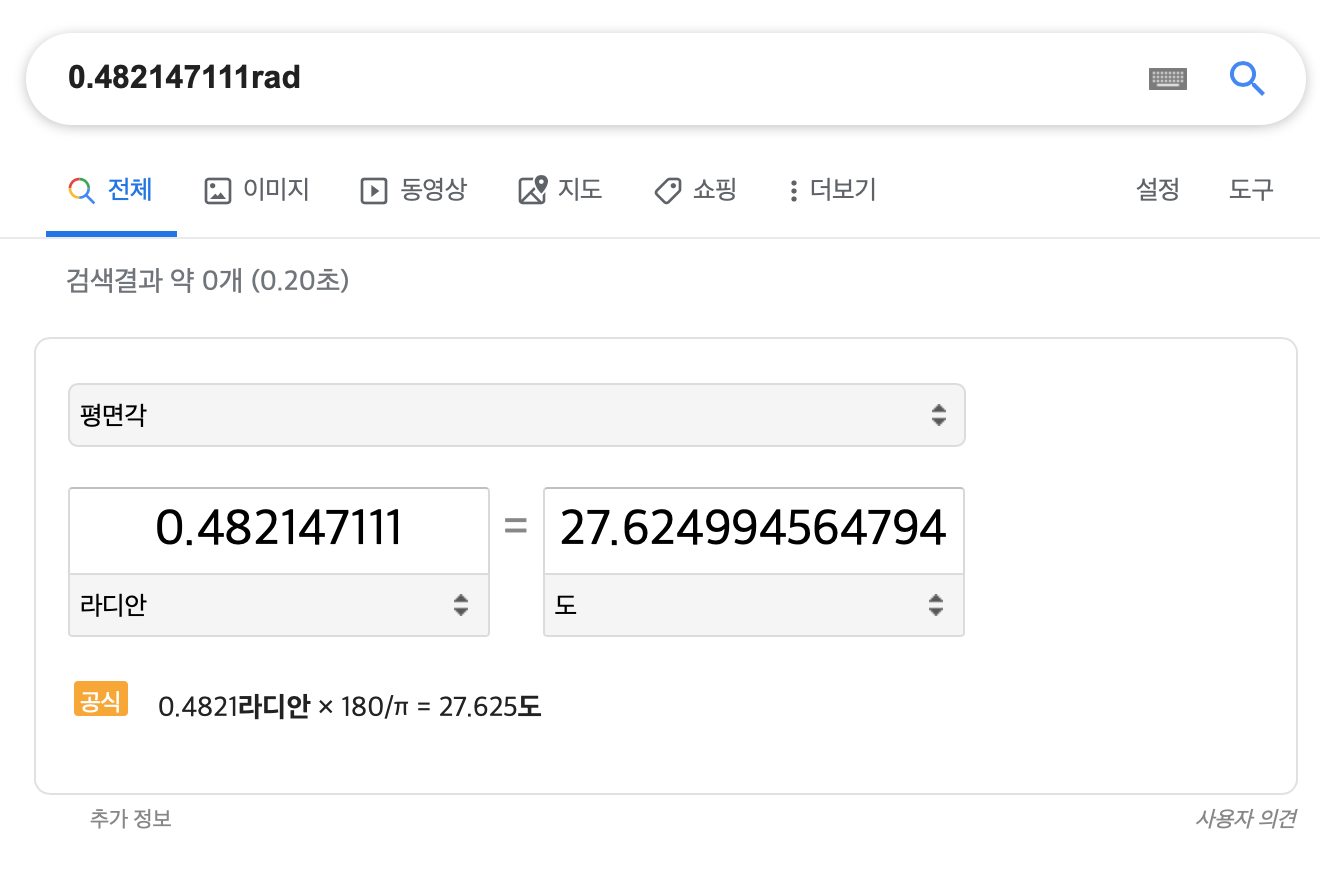 0.482147111rad
전체 이미지 동영상 지도 쇼핑 더보기 설정 도구
검색결과 약 0개 (0.20초)
평면각
0.482147111 = 27.624994564794
라디안 도
공식 0.4821라디안 × 180/π = 27.625도
추가 정보 사용자 의견